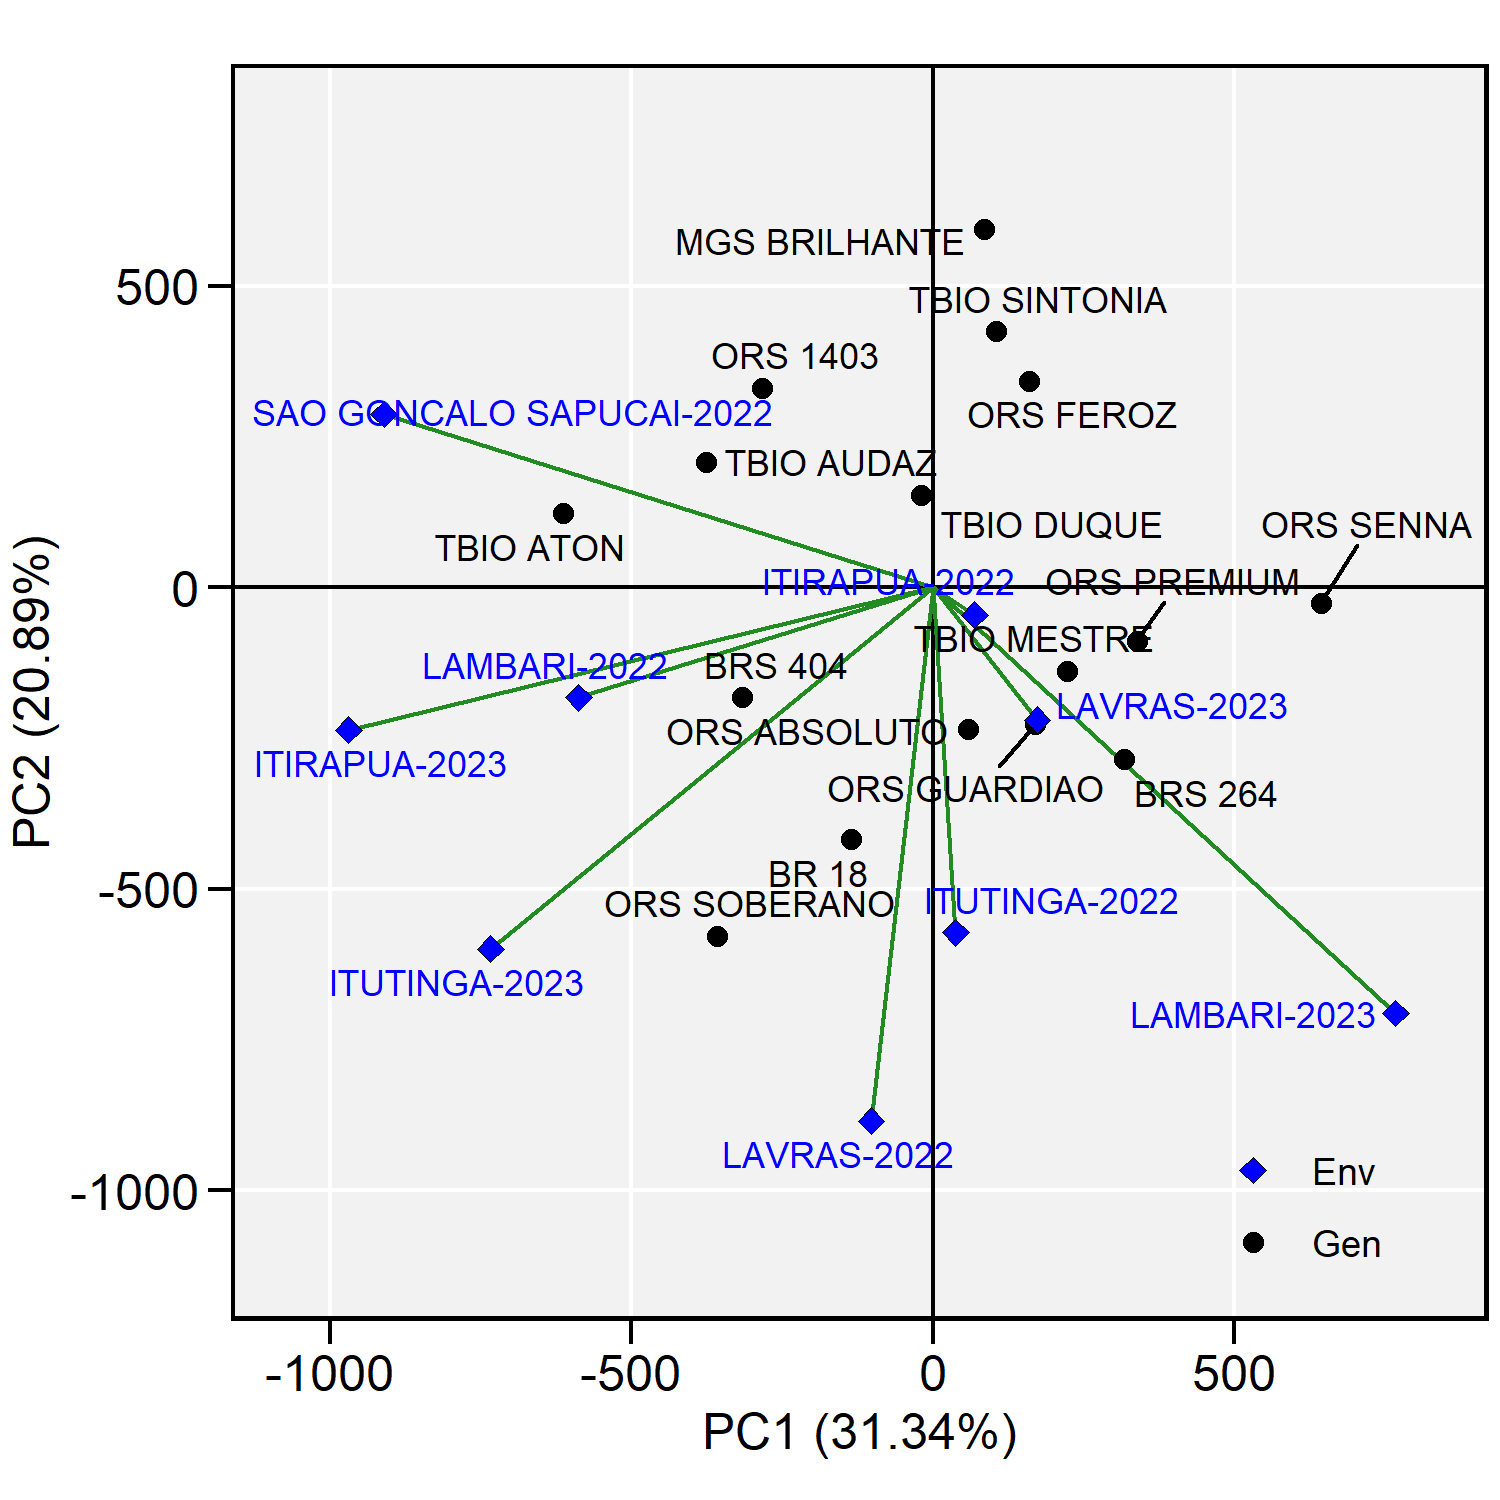 MGS BRILHANTE
500
TBIO SINTONIA
ORS 1403
SAO GONCALO SAPUCAI-2022
ORS FEROZ
TBIO AUDAZ
TBIO DUQUE
ORS SENNA
TBIO ATON
0
ITIRAPUA-2022
ORS PREMIUM
TBIO MESTRE
LAMBARI-2022
BRS 404
LAVRAS-2023
ORS ABSOLUTO
ITIRAPUA-2023
ORS GUARDIAO
BRS 264
PC2 (20.89%)
BR 18
-500
ORS SOBERANO
ITUTINGA-2022
ITUTINGA-2023
LAMBARI-2023
LAVRAS-2022
Env
-1000
Gen
-1000
-500
0
500
PC1 (31.34%)